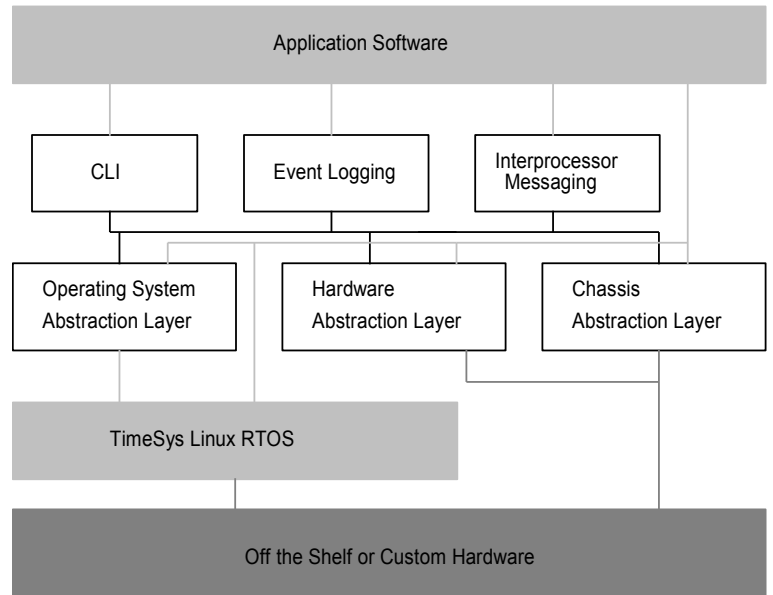 Application Software
CLI
Event Logging
Interprocessor
Messaging
Operating System
Abstraction Layer
Hardware
Abstraction Layer
Chassis
Abstraction Layer
TimeSys Linux RTOS
Off the Shelf or Custom Hardware